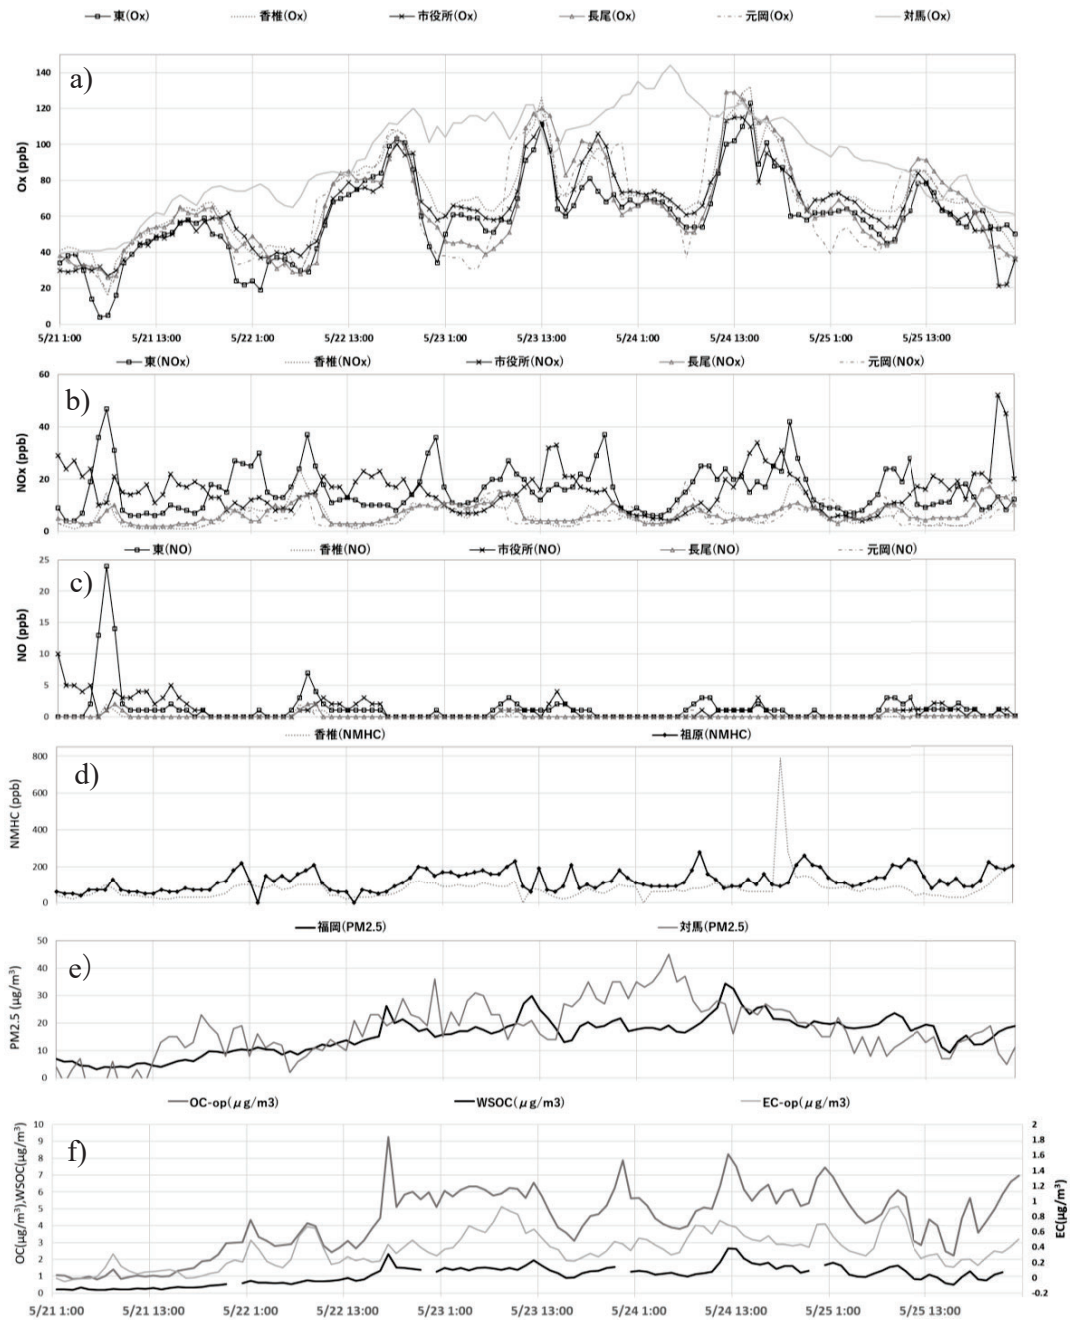 東(Ox) 香椎(Ox) 市役所(Ox) 長尾(Ox) 元岡(Ox) 対馬(Ox)
a)
Ox (ppb)
140
120
100
80
60
40
20
0
5/21 1:00 5/21 13:00 5/22 1:00 5/22 13:00 5/23 1:00 5/23 13:00 5/24 1:00 5/24 13:00 5/25 1:00 5/25 13:00
東(NOx) 香椎(NOx) 市役所(NOx) 長尾(NOx) 元岡(NOx)
b)
NOx (ppb)
60
40
20
0
東(NO) 香椎(NO) 市役所(NO) 長尾(NO) 元岡(NO)
c)
NO (ppb)
25
20
15
10
5
0
香椎(NMHC) 祖原(NMHC)
d)
NMHC (ppb)
800
600
400
200
0
福岡(PM2.5) 対馬(PM2.5)
e)
PM2.5 (μg/m³)
50
40
30
20
10
0
OC-op(μg/m3) WSOC(μg/m3) EC-op(μg/m3)
f)
OC(μg/m³),WSOC(μg/m³)
10
9
8
7
6
5
4
3
2
1
0
2
1.8
1.6
1.4
1.2
1
0.8
0.6
0.4
0.2
0
-0.2
EC(μg/m³)
5/21 1:00 5/21 13:00 5/22 1:00 5/22 13:00 5/23 1:00 5/23 13:00 5/24 1:00 5/24 13:00 5/25 1:00 5/25 13:00